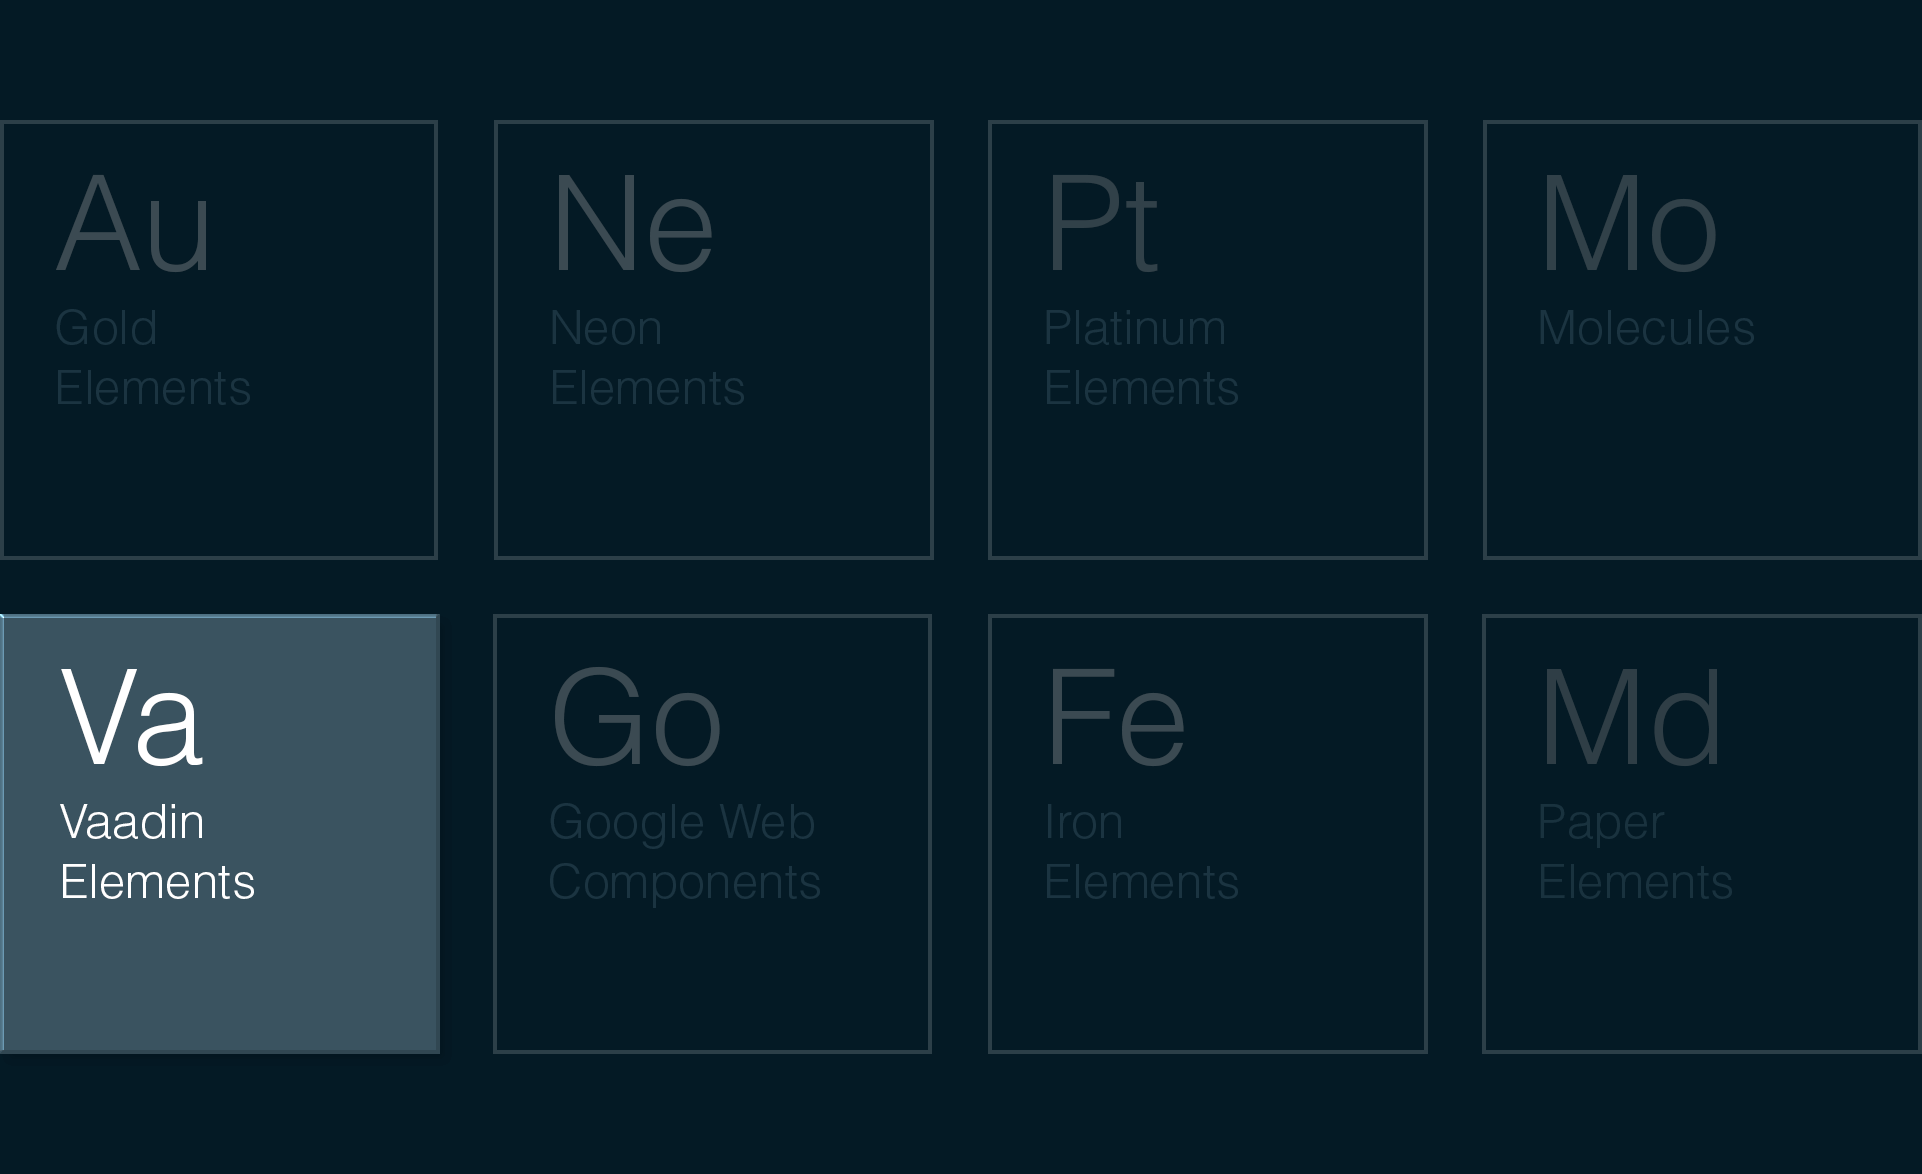 Au
Gold
Elements
Ne
Neon
Elements
Pt
Platinum
Elements
Mo
Molecules
Va
Vaadin
Elements
Go
Google Web
Components
Fe
Iron
Elements
Md
Paper
Elements